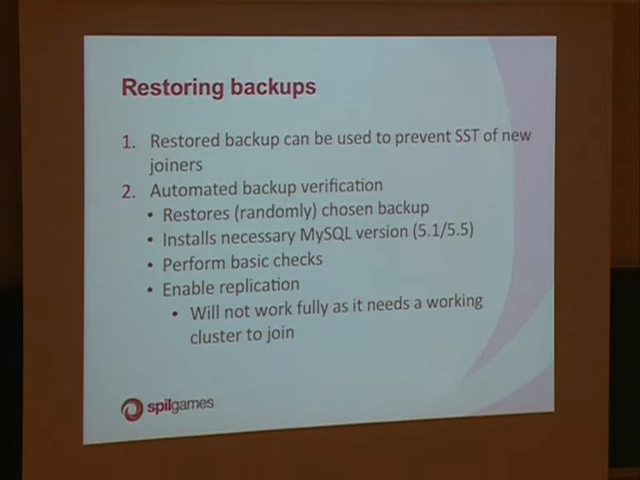 Restoring backups
1. Restored backup can be used to prevent SST of new
joiners
2. Automated backup verification
• Restores (randomly) chosen backup
• Installs necessary MySQL version (5.1/5.5)
• Perform basic checks
• Enable replication
• Will not work fully as it needs a working
cluster to join
spilgames